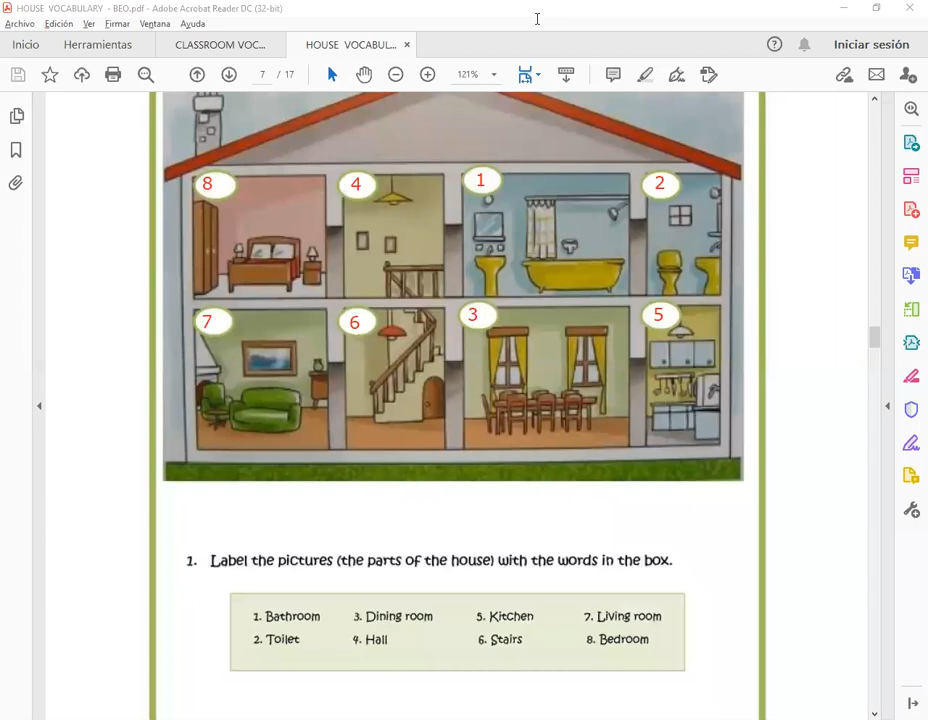 HOUSE VOCABULARY - BEO.pdf - Adobe Acrobat Reader DC (32-bit)
Archivo Edición Ver Firmar Ventana Ayuda
Inicio Herramientas CLASSROOM VOC... HOUSE VOCABUL... × Iniciar sesión
7 / 17 121%
8 4 1 2
7 6 3 5
1. Label the pictures (the parts of the house) with the words in the box.
1. Bathroom 3. Dining room 5. Kitchen 7. Living room
2. Toilet 4. Hall 6. Stairs 8. Bedroom